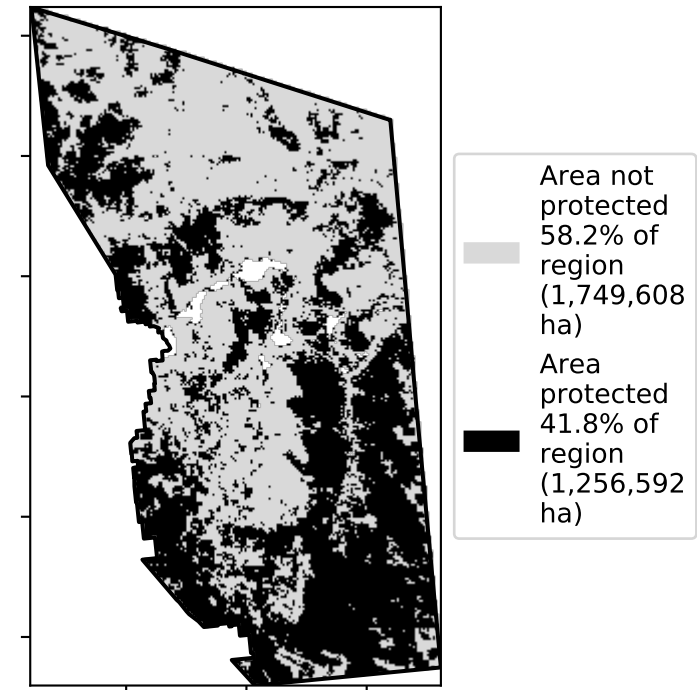 Area not
protected
58.2% of
region
(1,749,608
ha)
Area
protected
41.8% of
region
(1,256,592
ha)